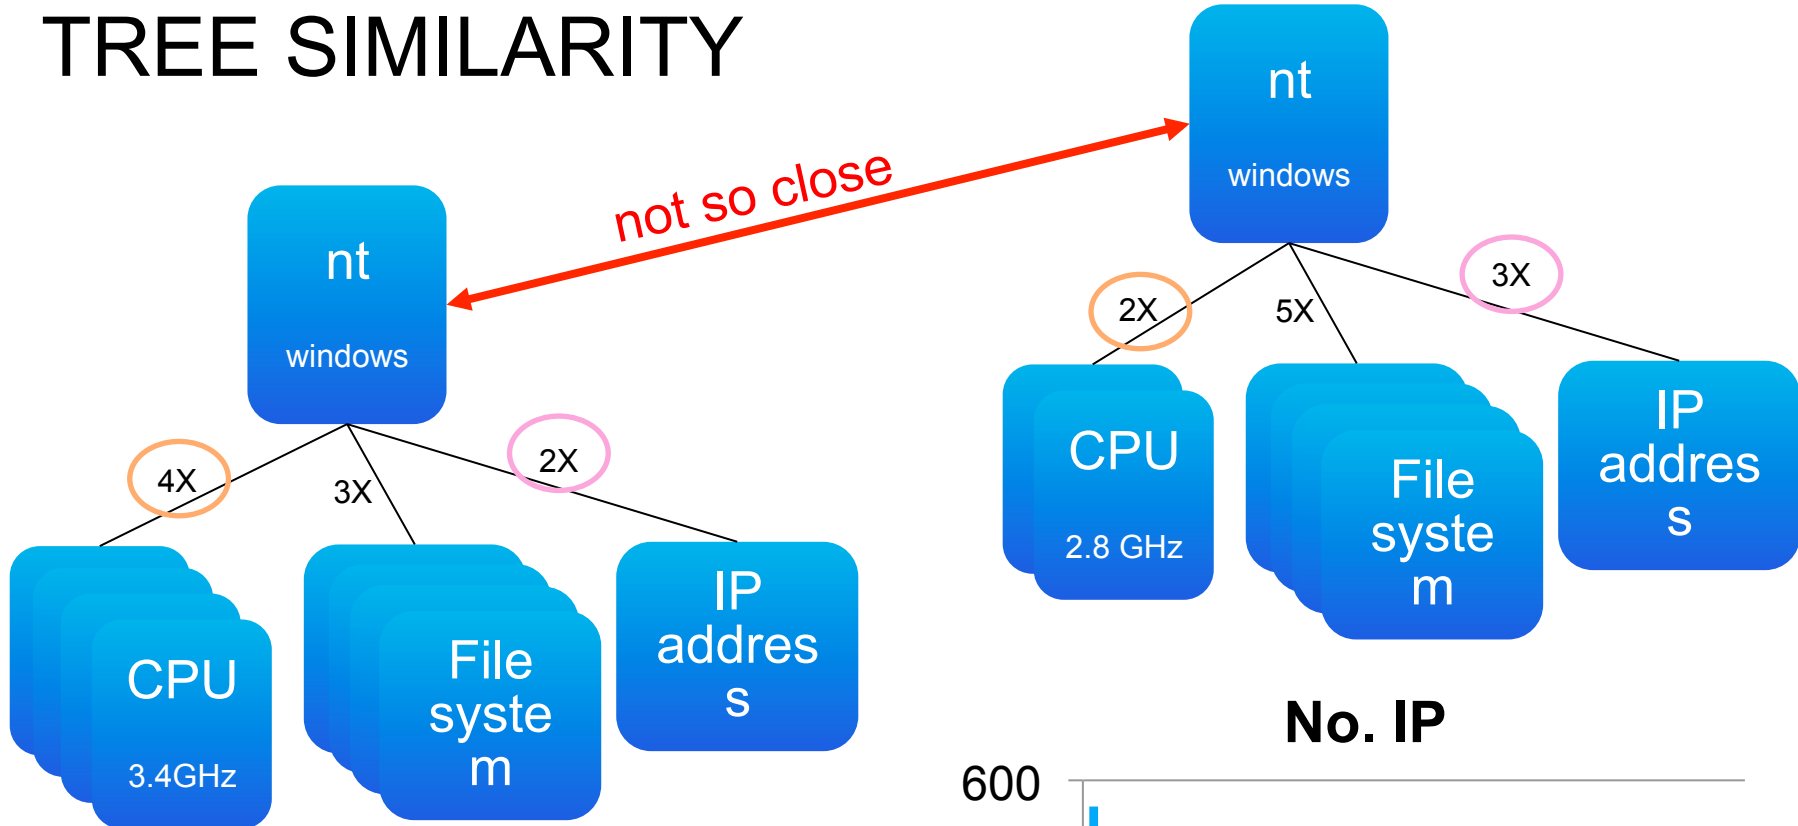 TREE SIMILARITY
nt
windows
not so close
nt
windows
4X
3X
2X
2X
5X
3X
CPU
3.4GHz
File
syste
m
IP
addres
s
CPU
2.8 GHz
File
syste
m
IP
addres
s
No. IP
600